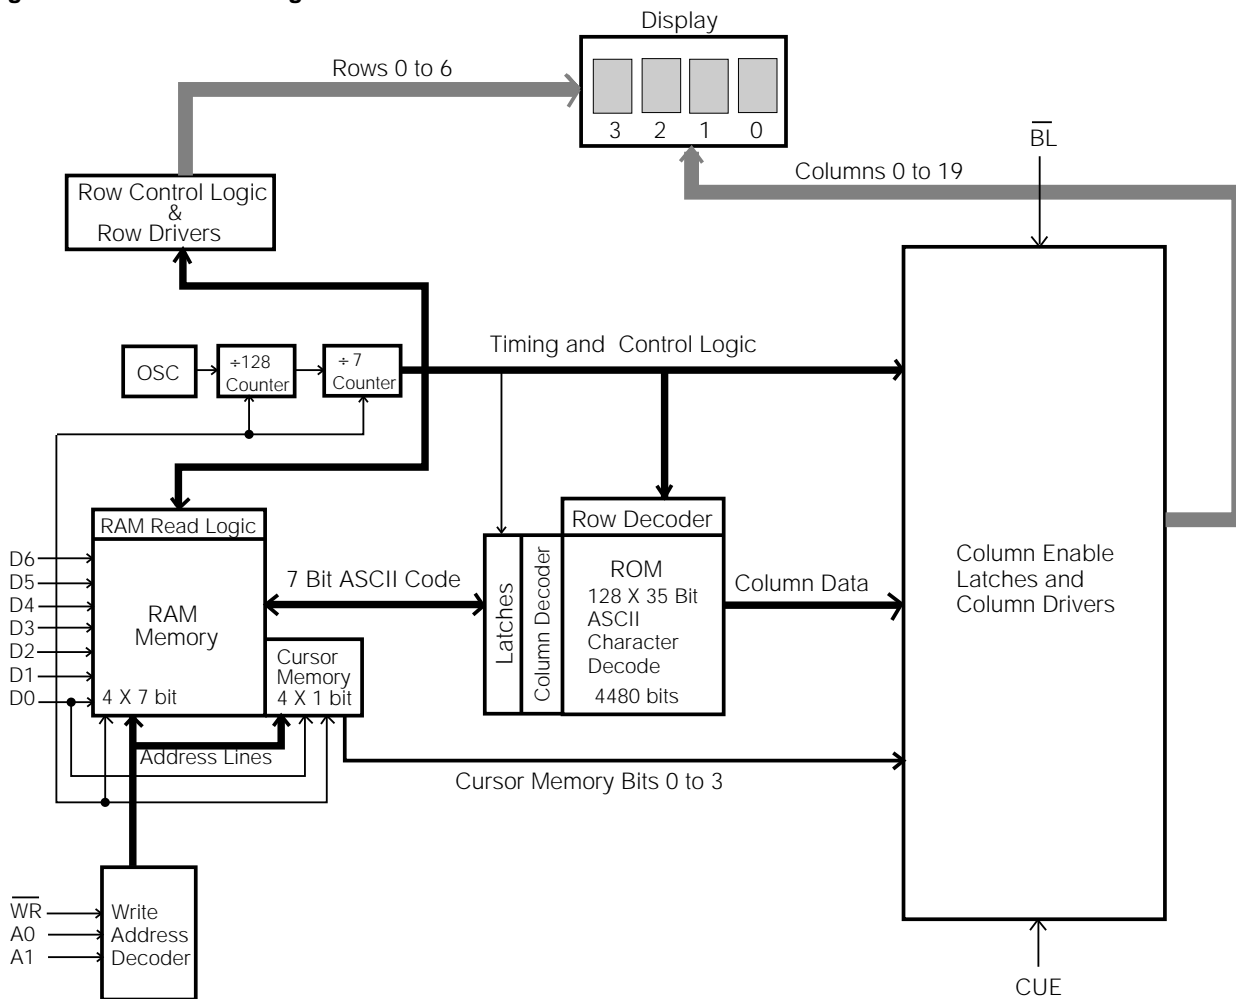 Display
Rows 0 to 6
3 2 1 0
BL
Columns 0 to 19
Row Control Logic
&
Row Drivers
Timing and Control Logic
OSC
÷128
Counter
÷7
Counter
RAM Read Logic
Row Decoder
D6
D5
D4
D3
D2
D1
D0
RAM
Memory
4 X 7 bit
7 Bit ASCII Code
Cursor
Memory
4 X 1 bit
Latches
Column Decoder
ROM
128 X 35 Bit
ASCII
Character
Decode
4480 bits
Column Data
Column Enable
Latches and
Column Drivers
Address Lines
Cursor Memory Bits 0 to 3
WR
A0
A1
Write
Address
Decoder
CUE